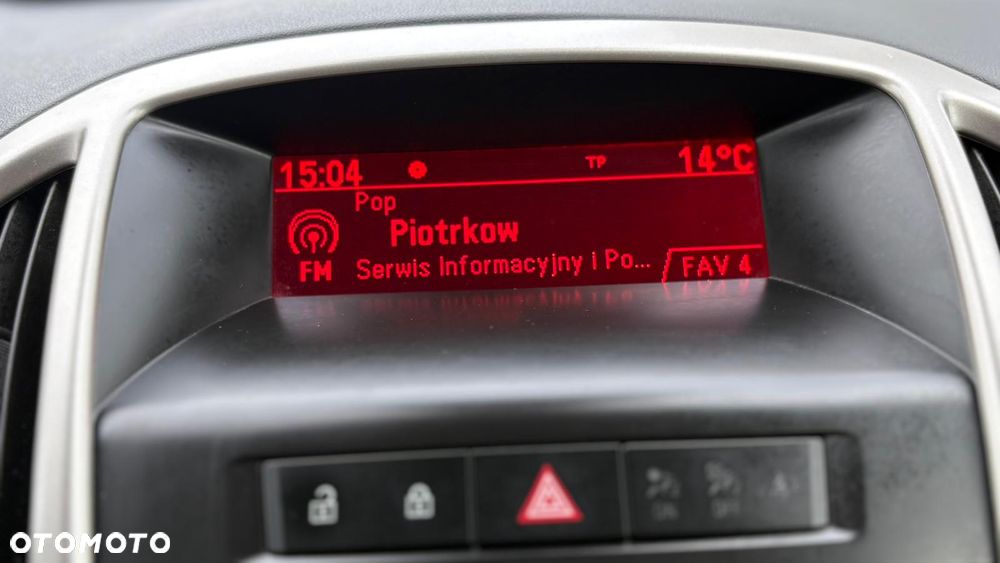 15:04 TP 14°C
Pop
Piotrkow
FM Serwis Informacyjny i Po... FAV 4
OTOMOTO